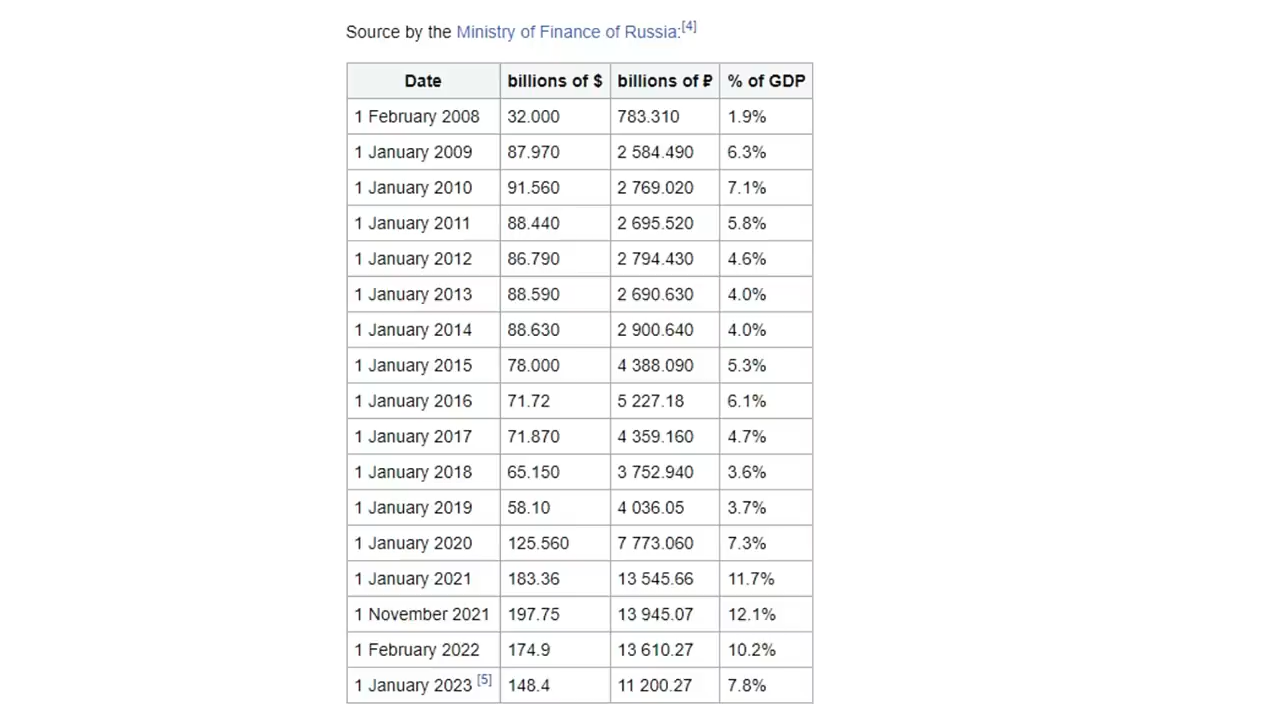 Source by the Ministry of Finance of Russia:[4]
Date billions of $ billions of ₽ % of GDP
1 February 2008 32.000 783.310 1.9%
1 January 2009 87.970 2 584.490 6.3%
1 January 2010 91.560 2 769.020 7.1%
1 January 2011 88.440 2 695.520 5.8%
1 January 2012 86.790 2 794.430 4.6%
1 January 2013 88.590 2 690.630 4.0%
1 January 2014 88.630 2 900.640 4.0%
1 January 2015 78.000 4 388.090 5.3%
1 January 2016 71.72 5 227.18 6.1%
1 January 2017 71.870 4 359.160 4.7%
1 January 2018 65.150 3 752.940 3.6%
1 January 2019 58.10 4 036.05 3.7%
1 January 2020 125.560 7 773.060 7.3%
1 January 2021 183.36 13 545.66 11.7%
1 November 2021 197.75 13 945.07 12.1%
1 February 2022 174.9 13 610.27 10.2%
1 January 2023 [5] 148.4 11 200.27 7.8%